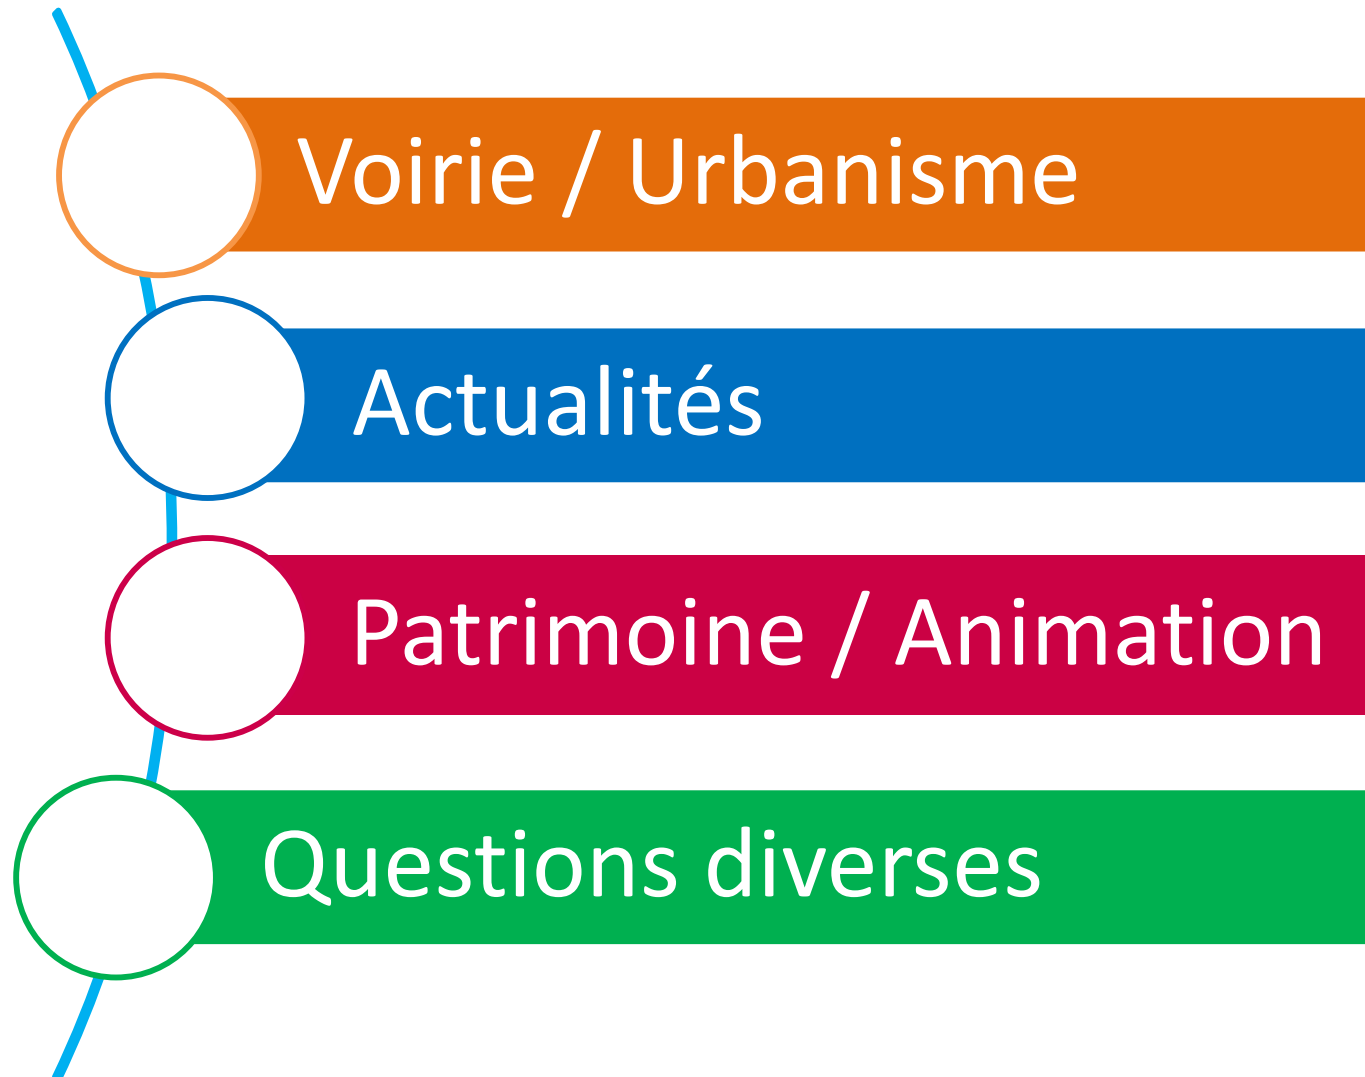 Voirie / Urbanisme
Actualités
Patrimoine / Animation
Questions diverses